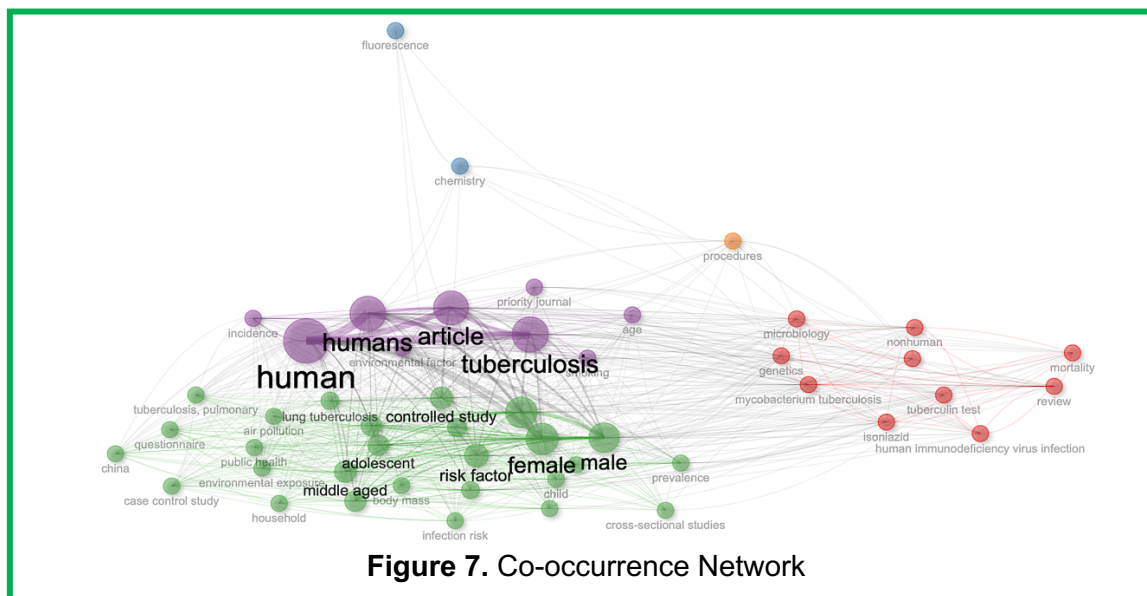 fluorescence
chemistry
procedures
priority journal
incidence
age
humans
article
microbiology
nonhuman
environmental factor
tuberculosis
smoking
genetics
mortality
human
mycobacterium tuberculosis
tuberculin test
review
tuberculosis, pulmonary
lung tuberculosis
controlled study
isoniazid
air pollution
questionnaire
human immunodeficiency virus infection
china
public health
adolescent
female
male
environmental exposure
risk factor
prevalence
case control study
middle aged
body mass
child
household
infection risk
cross-sectional studies
Figure 7. Co-occurrence Network